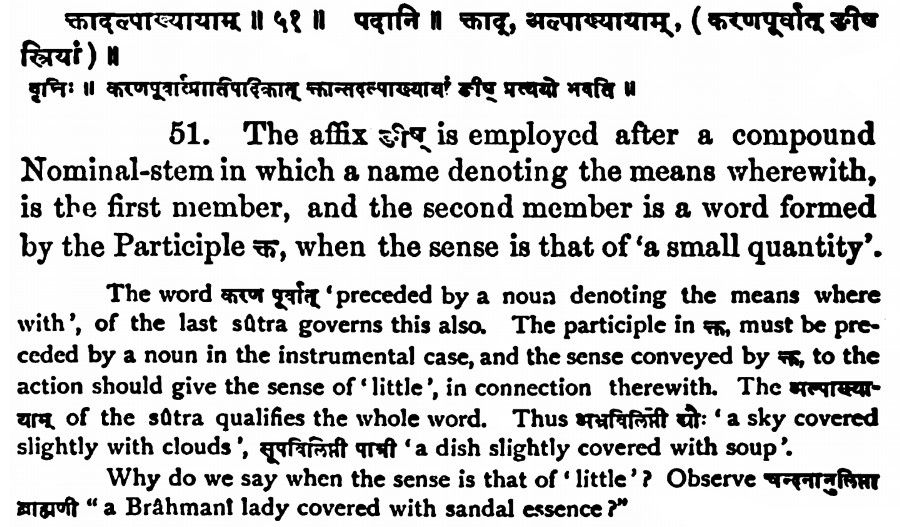 क्तादल्पाख्यायाम् ॥ ५१ ॥ पदानि ॥ क्ताद्, अल्पाख्यायाम्, (करणपूर्वात् ङीष
स्त्रियां) ॥
वृत्तिः ॥ करणपूर्वात्प्रातिपदिकात् क्तान्तदल्पाख्यायां ङीष् प्रत्ययो भवति ॥
51. The affix ङीष् is employed after a compound
Nominal-stem in which a name denoting the means wherewith,
is the first member, and the second member is a word formed
by the Participle क्त, when the sense is that of 'a small quantity'.
The word करण पूर्वात् 'preceded by a noun denoting the means where
with', of the last sûtra governs this also. The participle in क्त, must be pre-
ceded by a noun in the instrumental case, and the sense conveyed by क्त, to the
action should give the sense of 'little', in connection therewith. The अल्पाख्या-
याम् of the sûtra qualifies the whole word. Thus अभ्रविलिप्ती द्यौः 'a sky covered
slightly with clouds', सूपविलिप्ती पात्री 'a dish slightly covered with soup'.
Why do we say when the sense is that of 'little'? Observe चन्दनानुलिप्ता
ब्राह्मणी "a Brâhmanî lady covered with sandal essence?"